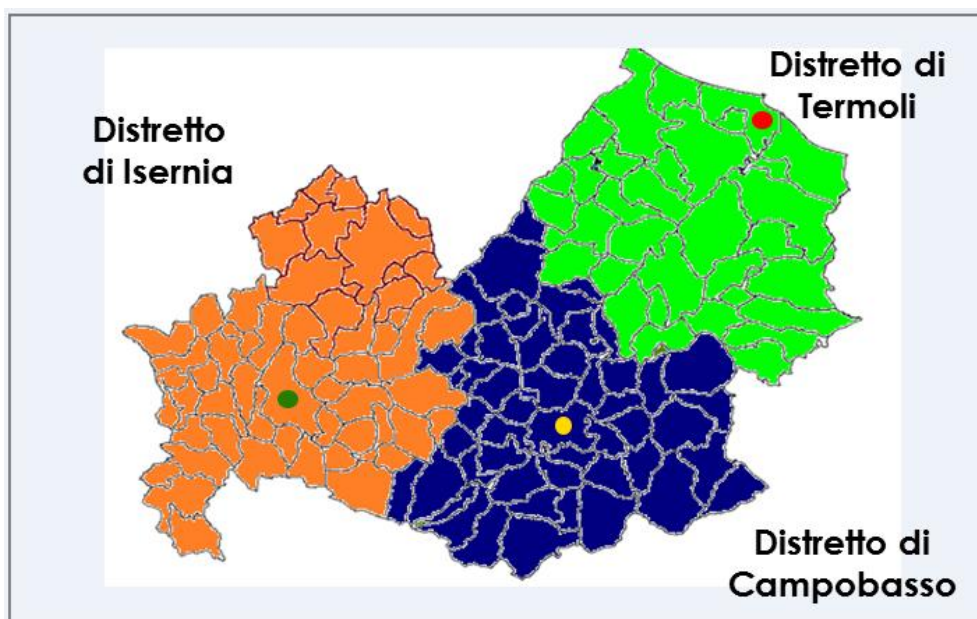 Distretto di
Termoli
Distretto
di Isernia
Distretto di
Campobasso